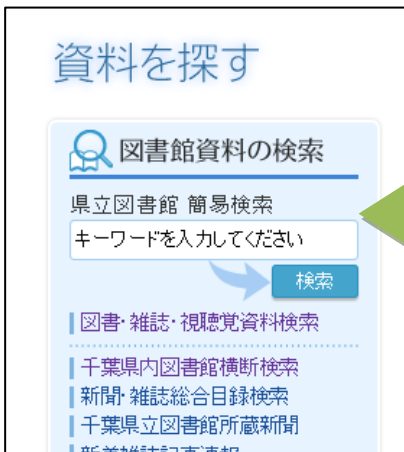 資料を探す
図書館資料の検索
県立図書館 簡易検索
キーワードを入力してください
検索
図書・雑誌・視聴覚資料検索
千葉県内図書館横断検索
新聞・雑誌総合目録検索
千葉県立図書館所蔵新聞